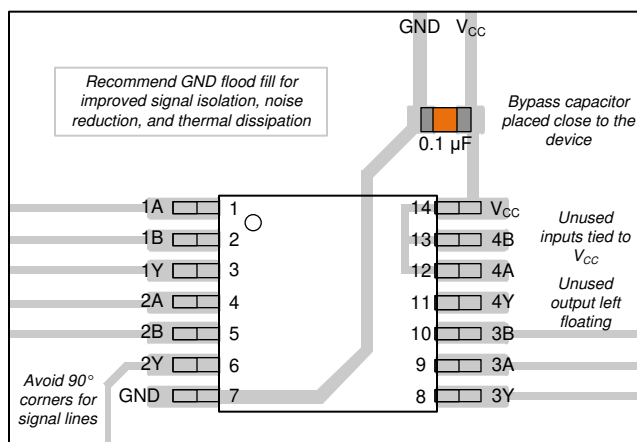 GND VCC
Recommend GND flood fill for
improved signal isolation, noise
reduction, and thermal dissipation
Bypass capacitor
placed close to the
device
0.1 µF
1A 1 14 VCC
1B 2 13 4B
1Y 3 12 4A
2A 4 11 4Y
2B 5 10 3B
2Y 6 9 3A
GND 7 8 3Y
Unused
inputs tied to
VCC
Unused
output left
floating
Avoid 90°
corners for
signal lines